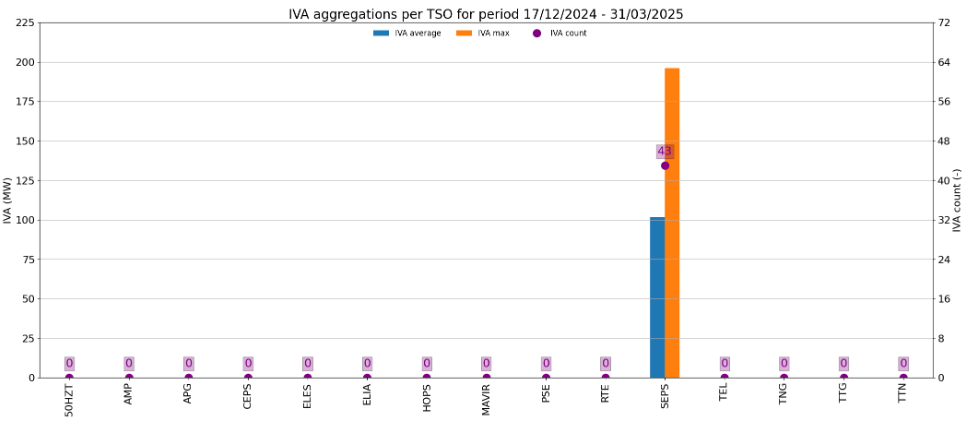 IVA aggregations per TSO for period 17/12/2024 - 31/03/2025
IVA average IVA max IVA count
IVA (MW)
225
200
175
150
125
100
75
50
25
0
72
64
56
48
40
32
24
16
8
0
IVA count (-)
0 0 0 0 0 0 0 0 0 0 43 0 0 0 0
50HZT
AMP
APG
CEPS
ELES
ELIA
HOPS
MAVIR
PSE
RTE
SEPS
TEL
TNG
TTG
TTN